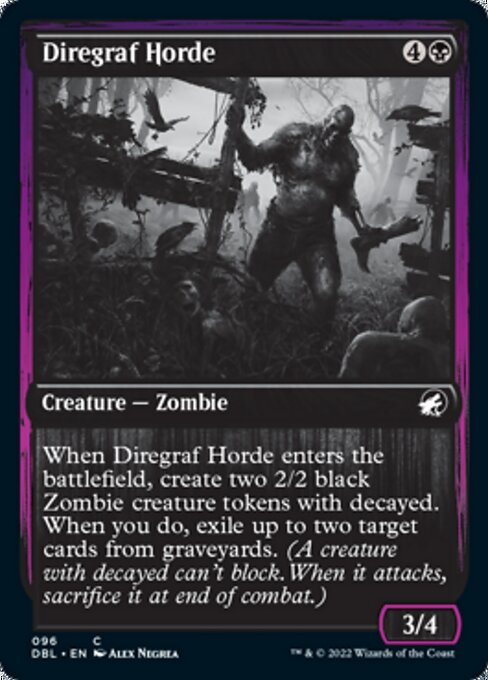 Diregraf Horde 4
Creature — Zombie
When Diregraf Horde enters the
battlefield, create two 2/2 black
Zombie creature tokens with decayed.
When you do, exile up to two target
cards from graveyards. (A creature
with decayed can't block. When it attacks,
sacrifice it at end of combat.)
3/4
096 C
DBL • EN Alex Negrea ™ & © 2022 Wizards of the Coast